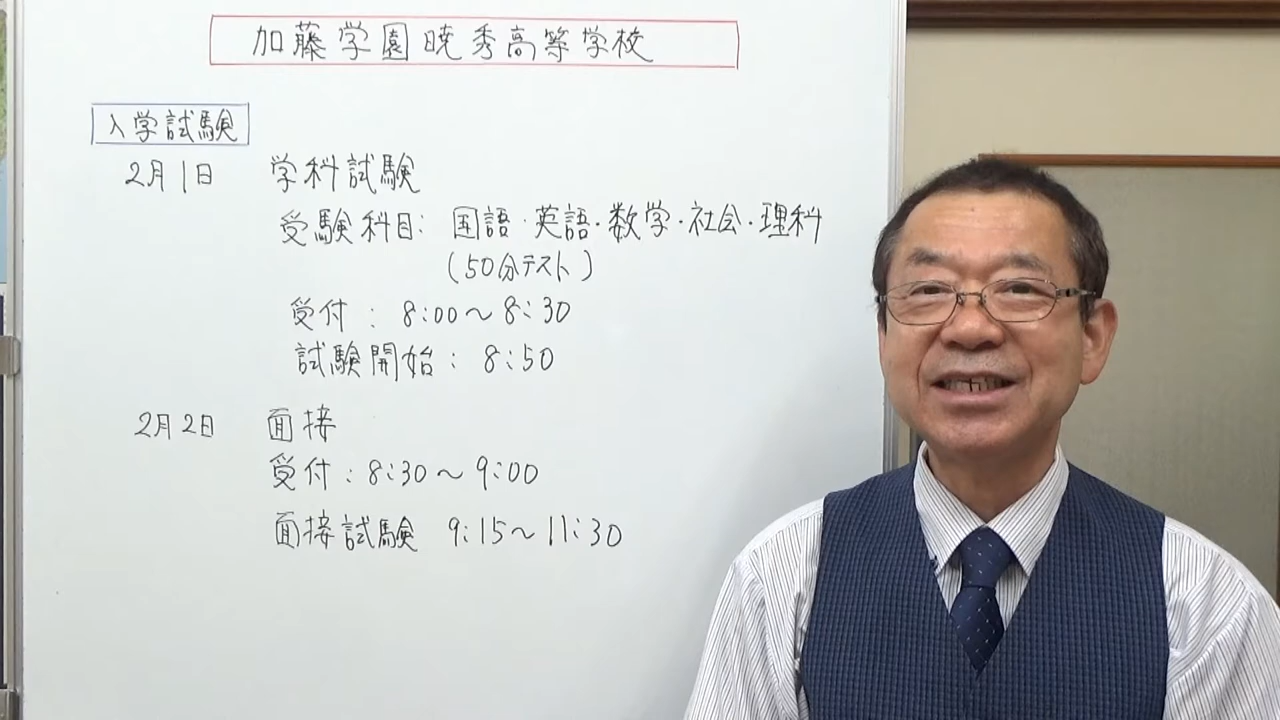 加藤学園暁秀高等学校
入学試験
2月1日 学科試験
受験科目: 国語・英語・数学・社会・理科
(50分テスト)
受付: 8:00～8:30
試験開始: 8:50
2月2日 面接
受付: 8:30～9:00
面接試験 9:15～11:30